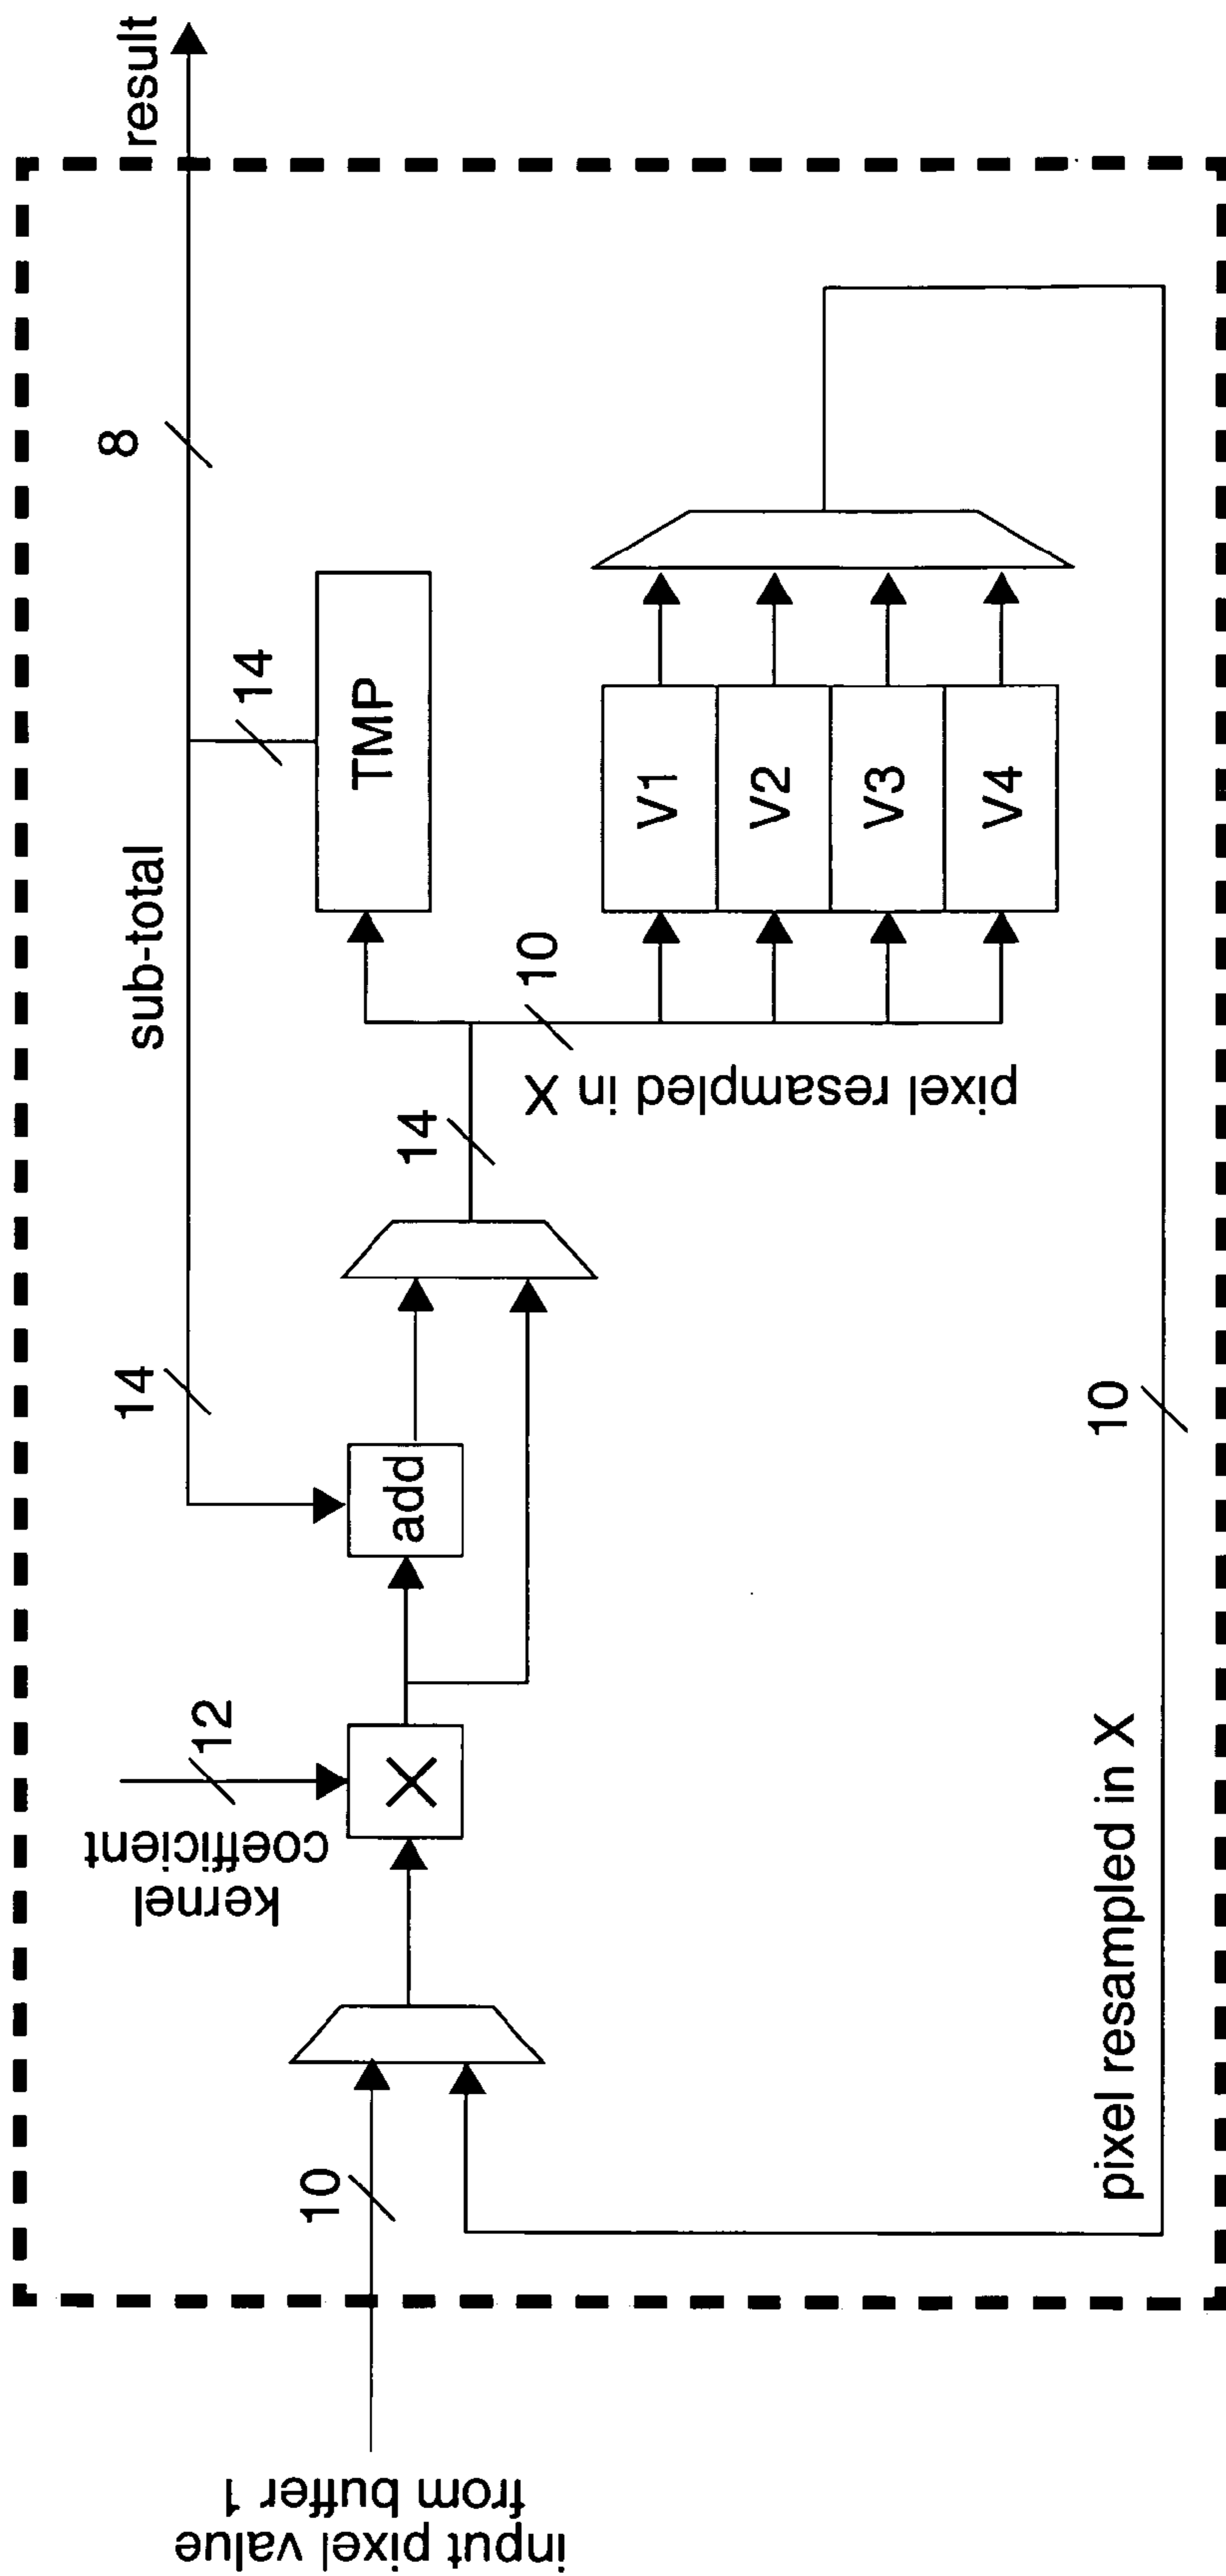 input pixel value
from buffer 1
10
kernel
coefficient
12
×
add
14
sub-total
14
10
pixel resampled in X
TMP
14
8
result
V1
V2
V3
V4
pixel resampled in X
10